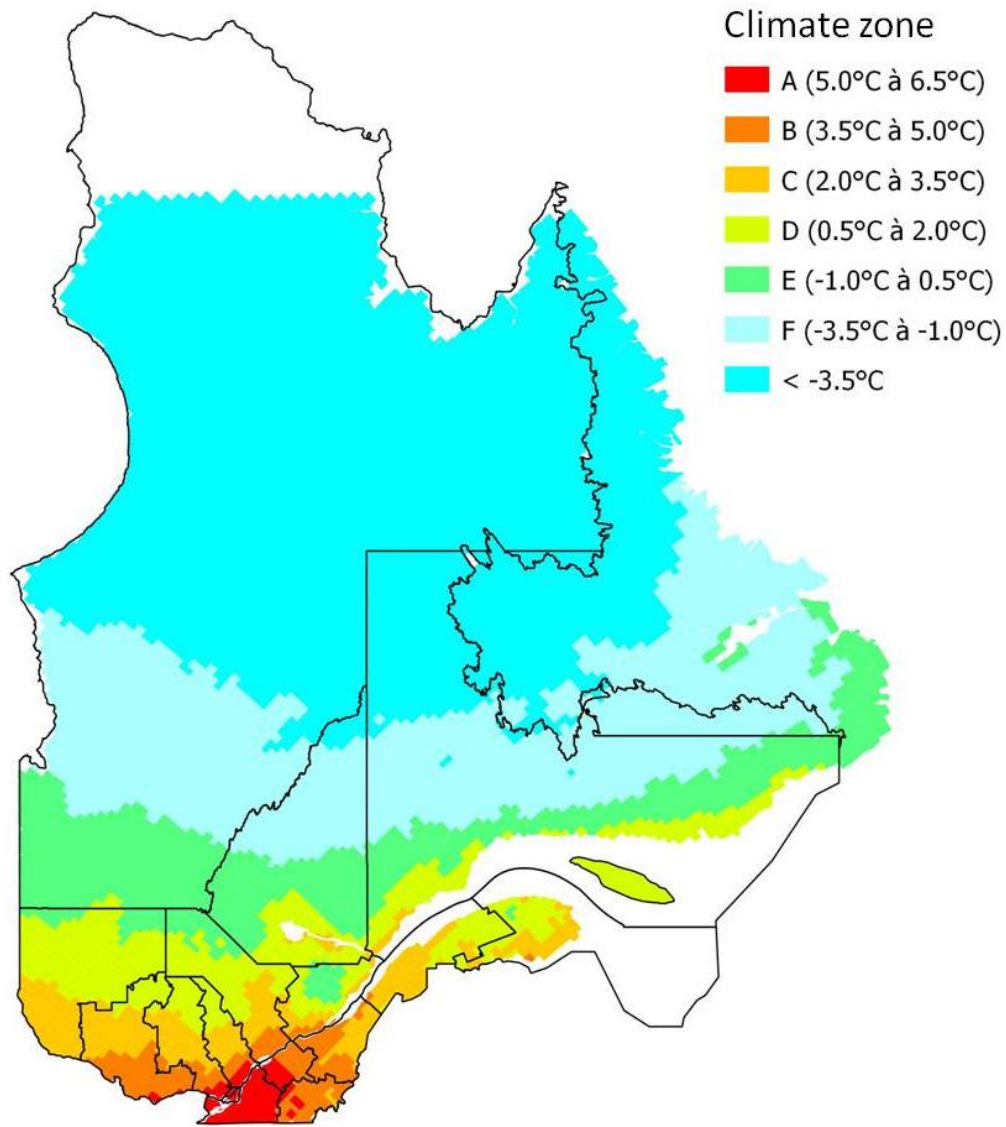 Climate zone
A (5.0°C à 6.5°C)
B (3.5°C à 5.0°C)
C (2.0°C à 3.5°C)
D (0.5°C à 2.0°C)
E (-1.0°C à 0.5°C)
F (-3.5°C à -1.0°C)
< -3.5°C